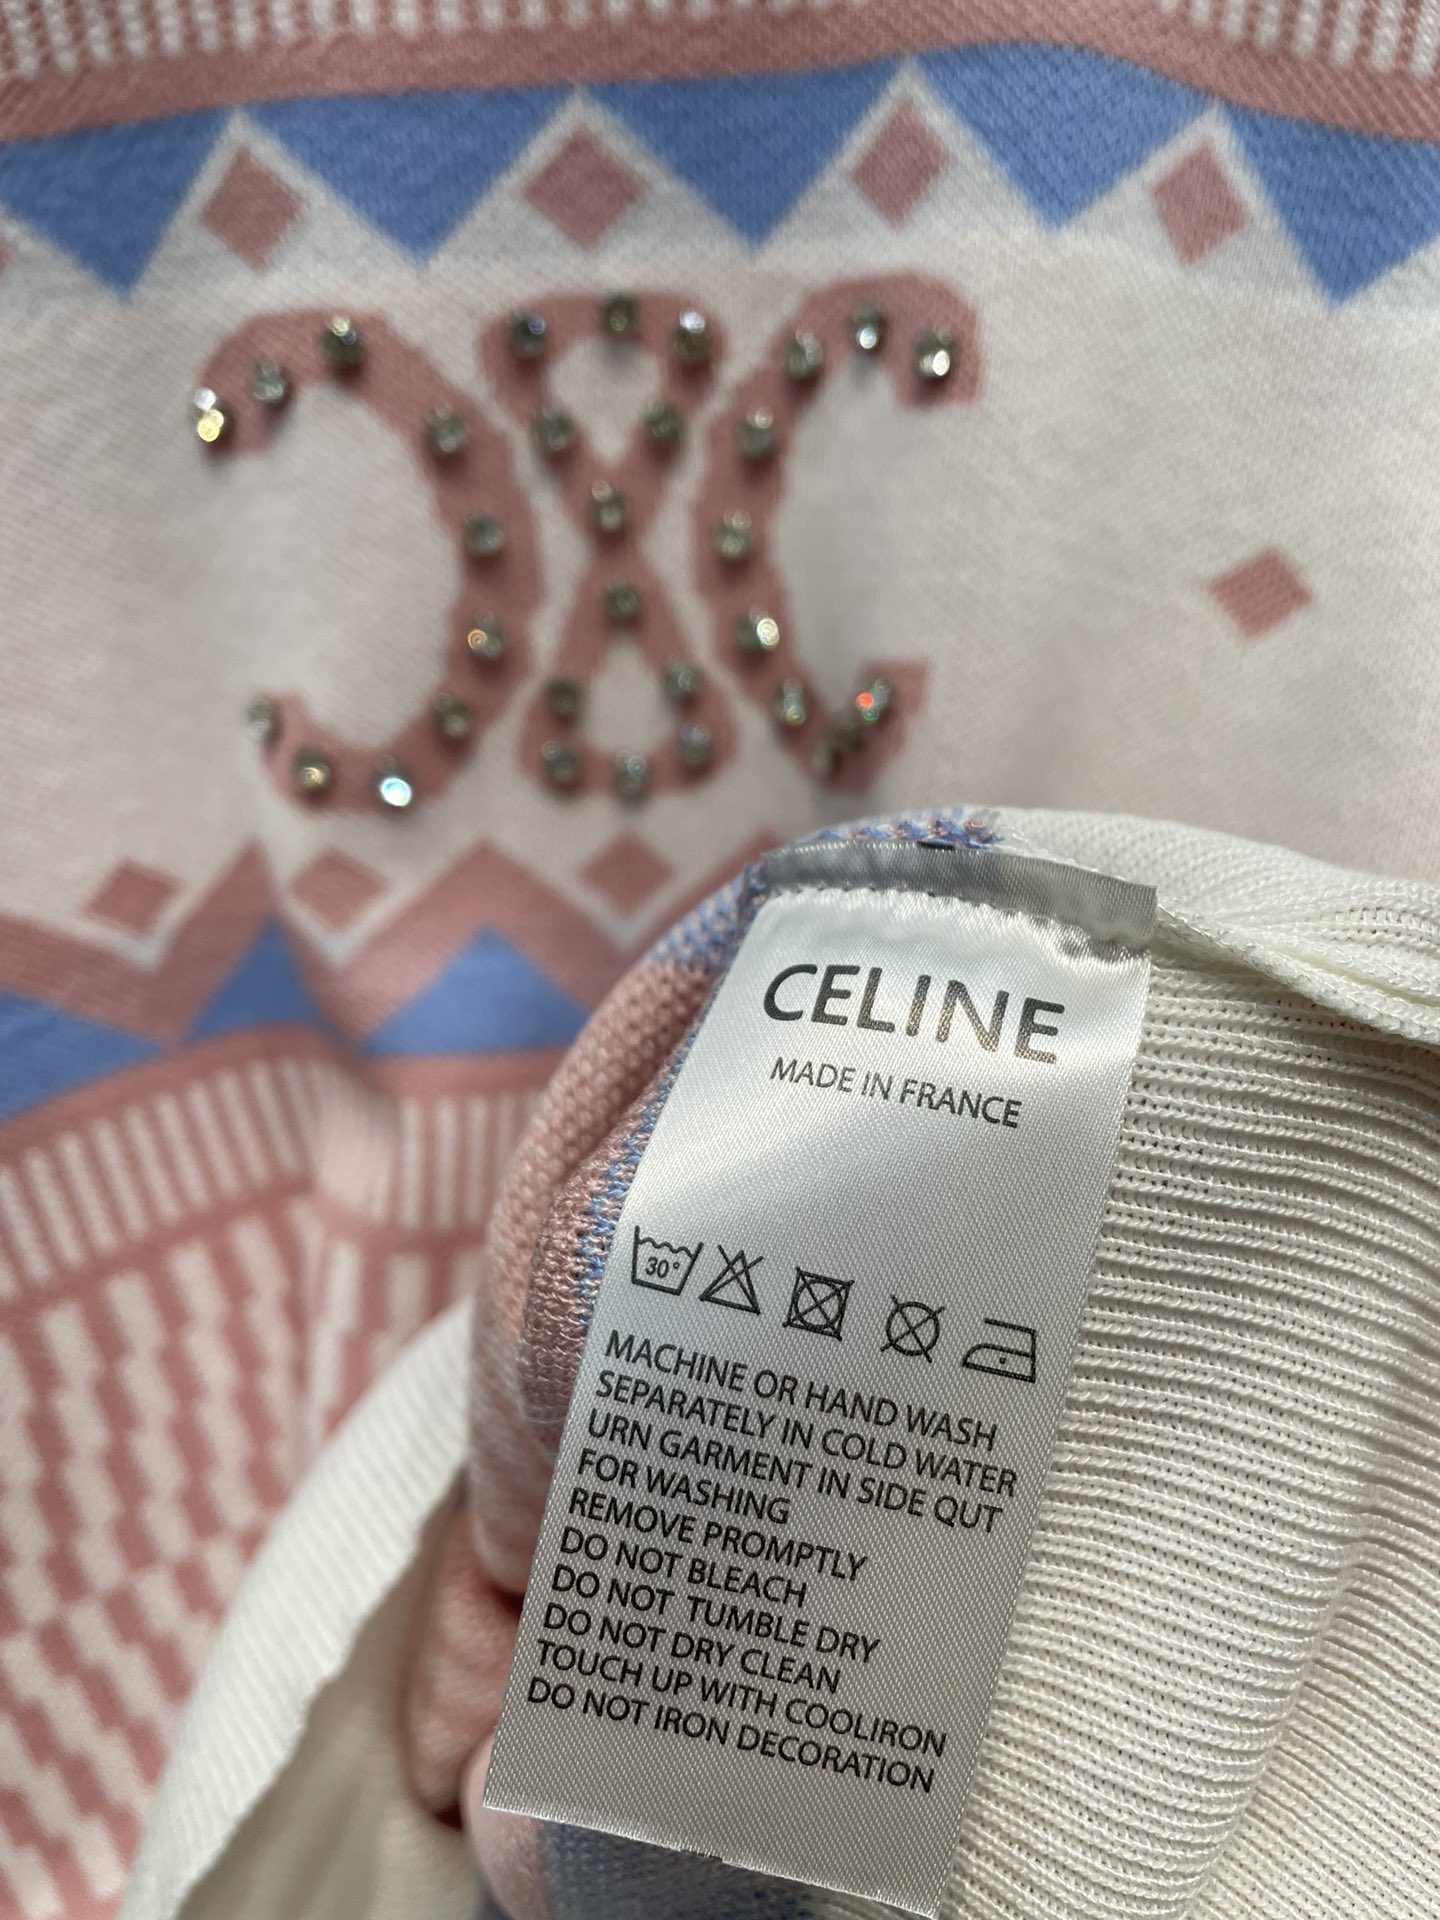 CELINE
MADE IN FRANCE
30°
MACHINE OR HAND WASH
SEPARATELY IN COLD WATER
URN GARMENT IN SIDE QUT
FOR WASHING
REMOVE PROMPTLY
DO NOT BLEACH
DO NOT TUMBLE DRY
DO NOT DRY CLEAN
TOUCH UP WITH COOLIRON
DO NOT IRON DECORATION